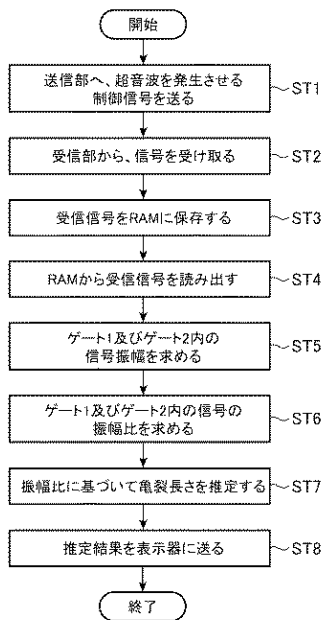 開始
送信部へ、超音波を発生させる
制御信号を送る
ST1
受信部から、信号を受け取る
ST2
受信信号をRAMに保存する
ST3
RAMから受信信号を読み出す
ST4
ゲート1及びゲート2内の
信号振幅を求める
ST5
ゲート1及びゲート2内の信号の
振幅比を求める
ST6
振幅比に基づいて亀裂長さを推定する
ST7
推定結果を表示器に送る
ST8
終了